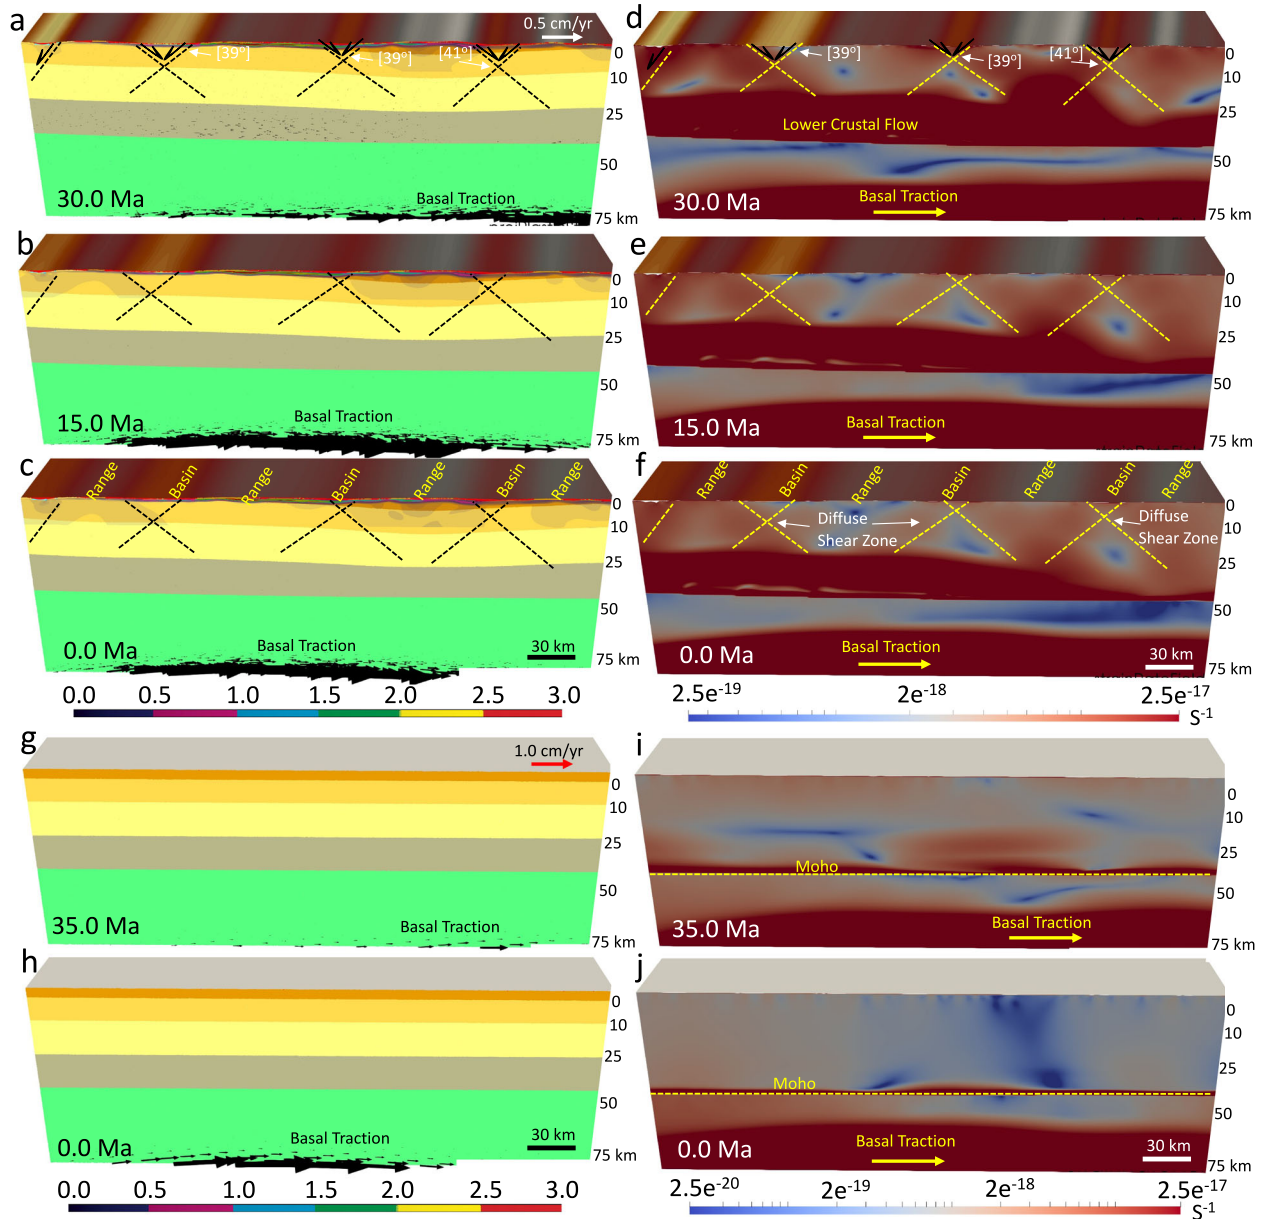 a
0.5 cm/yr
[39º]
[39º]
[41º]
0
10
25
50
75 km
Basal Traction
30.0 Ma
d
[39º]
[39º]
[41º]
0
10
25
50
75 km
Lower Crustal Flow
Basal Traction
30.0 Ma
b
0
10
25
50
75 km
Basal Traction
15.0 Ma
e
0
10
25
50
75 km
Basal Traction
15.0 Ma
c
Range
Basin
Range
Basin
Range
Basin
Range
0
10
25
50
75 km
Basal Traction
0.0 Ma
30 km
0.0 0.5 1.0 1.5 2.0 2.5 3.0
f
Range
Basin
Range
Basin
Range
Basin
Range
Diffuse
Shear Zone
Diffuse
Shear Zone
0
10
25
50
75 km
Basal Traction
0.0 Ma
30 km
2.5e-19 2e-18 2.5e-17
S-1
g
1.0 cm/yr
0
10
25
50
75 km
Basal Traction
35.0 Ma
i
0
10
25
50
75 km
Moho
Basal Traction
35.0 Ma
h
0
10
25
50
75 km
Basal Traction
0.0 Ma
30 km
0.0 0.5 1.0 1.5 2.0 2.5 3.0
j
0
10
25
50
75 km
Moho
Basal Traction
0.0 Ma
30 km
2.5e-20 2e-19 2e-18 2.5e-17
S-1